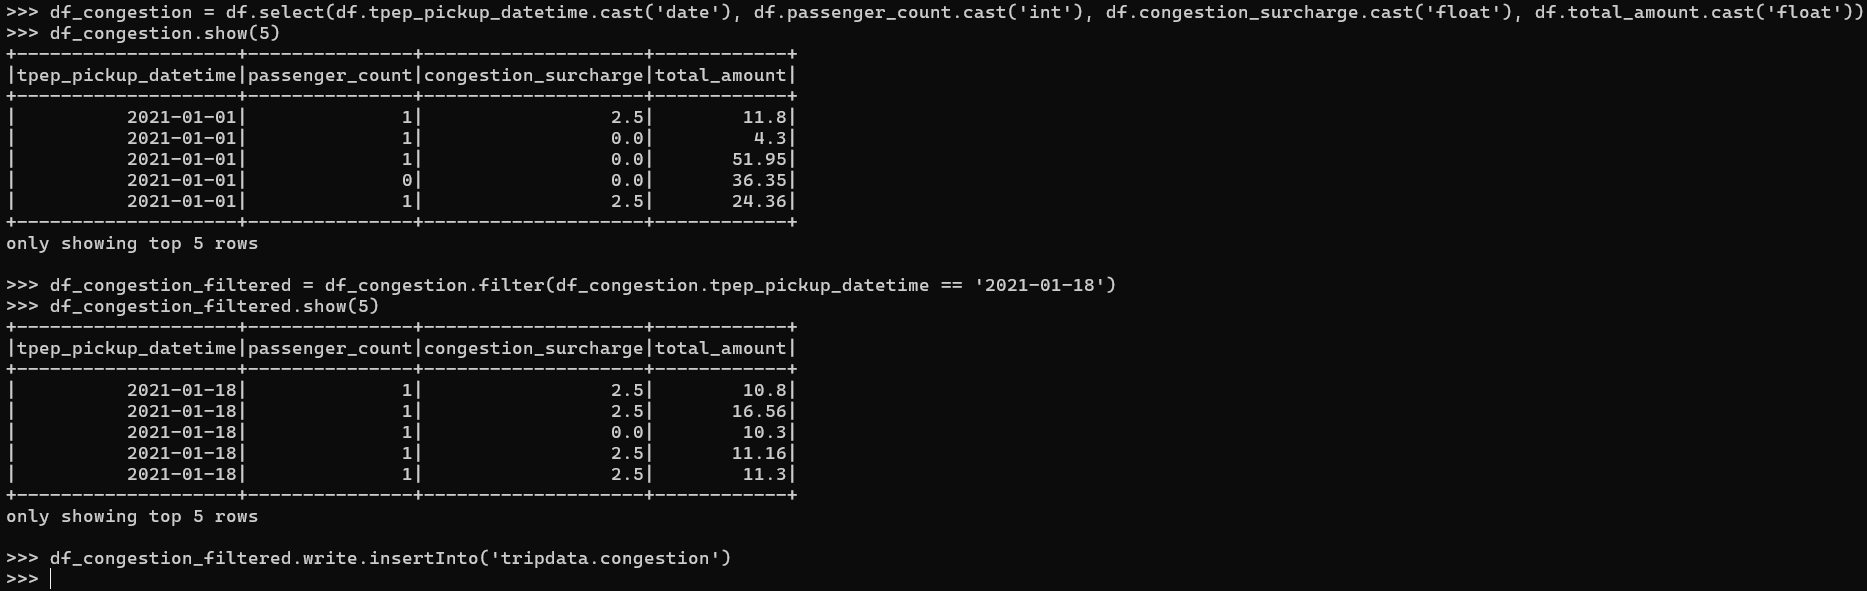 >>> df_congestion = df.select(df.tpep_pickup_datetime.cast('date'), df.passenger_count.cast('int'), df.congestion_surcharge.cast('float'), df.total_amount.cast('float'))
>>> df_congestion.show(5)
+--------------------+---------------+--------------------+------------+
|tpep_pickup_datetime|passenger_count|congestion_surcharge|total_amount|
+--------------------+---------------+--------------------+------------+
|          2021-01-01|              1|                 2.5|        11.8|
|          2021-01-01|              1|                 0.0|         4.3|
|          2021-01-01|              1|                 0.0|       51.95|
|          2021-01-01|              0|                 0.0|       36.35|
|          2021-01-01|              1|                 2.5|       24.36|
+--------------------+---------------+--------------------+------------+
only showing top 5 rows

>>> df_congestion_filtered = df_congestion.filter(df_congestion.tpep_pickup_datetime == '2021-01-18')
>>> df_congestion_filtered.show(5)
+--------------------+---------------+--------------------+------------+
|tpep_pickup_datetime|passenger_count|congestion_surcharge|total_amount|
+--------------------+---------------+--------------------+------------+
|          2021-01-18|              1|                 2.5|        10.8|
|          2021-01-18|              1|                 2.5|       16.56|
|          2021-01-18|              1|                 0.0|        10.3|
|          2021-01-18|              1|                 2.5|       11.16|
|          2021-01-18|              1|                 2.5|        11.3|
+--------------------+---------------+--------------------+------------+
only showing top 5 rows

>>> df_congestion_filtered.write.insertInto('tripdata.congestion')
>>>